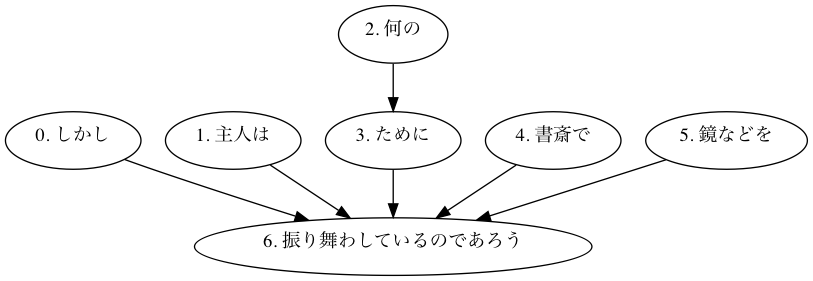 2. 何の
0. しかし
1. 主人は
3. ために
4. 書斎で
5. 鏡などを
6. 振り舞わしているのであろう